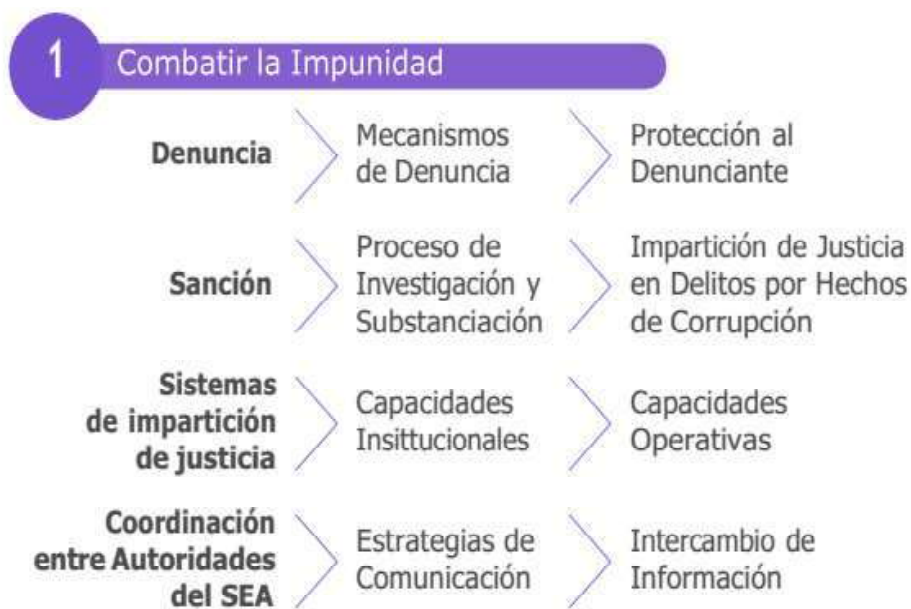 1 Combatir la Impunidad
Denuncia
Mecanismos
de Denuncia
Protección al
Denunciante
Sanción
Proceso de
Investigación y
Substanciación
Impartición de Justicia
en Delitos por Hechos
de Corrupción
Sistemas
de impartición
de justicia
Capacidades
Insittucionales
Capacidades
Operativas
Coordinación
entre Autoridades
del SEA
Estrategias de
Comunicación
Intercambio de
Información